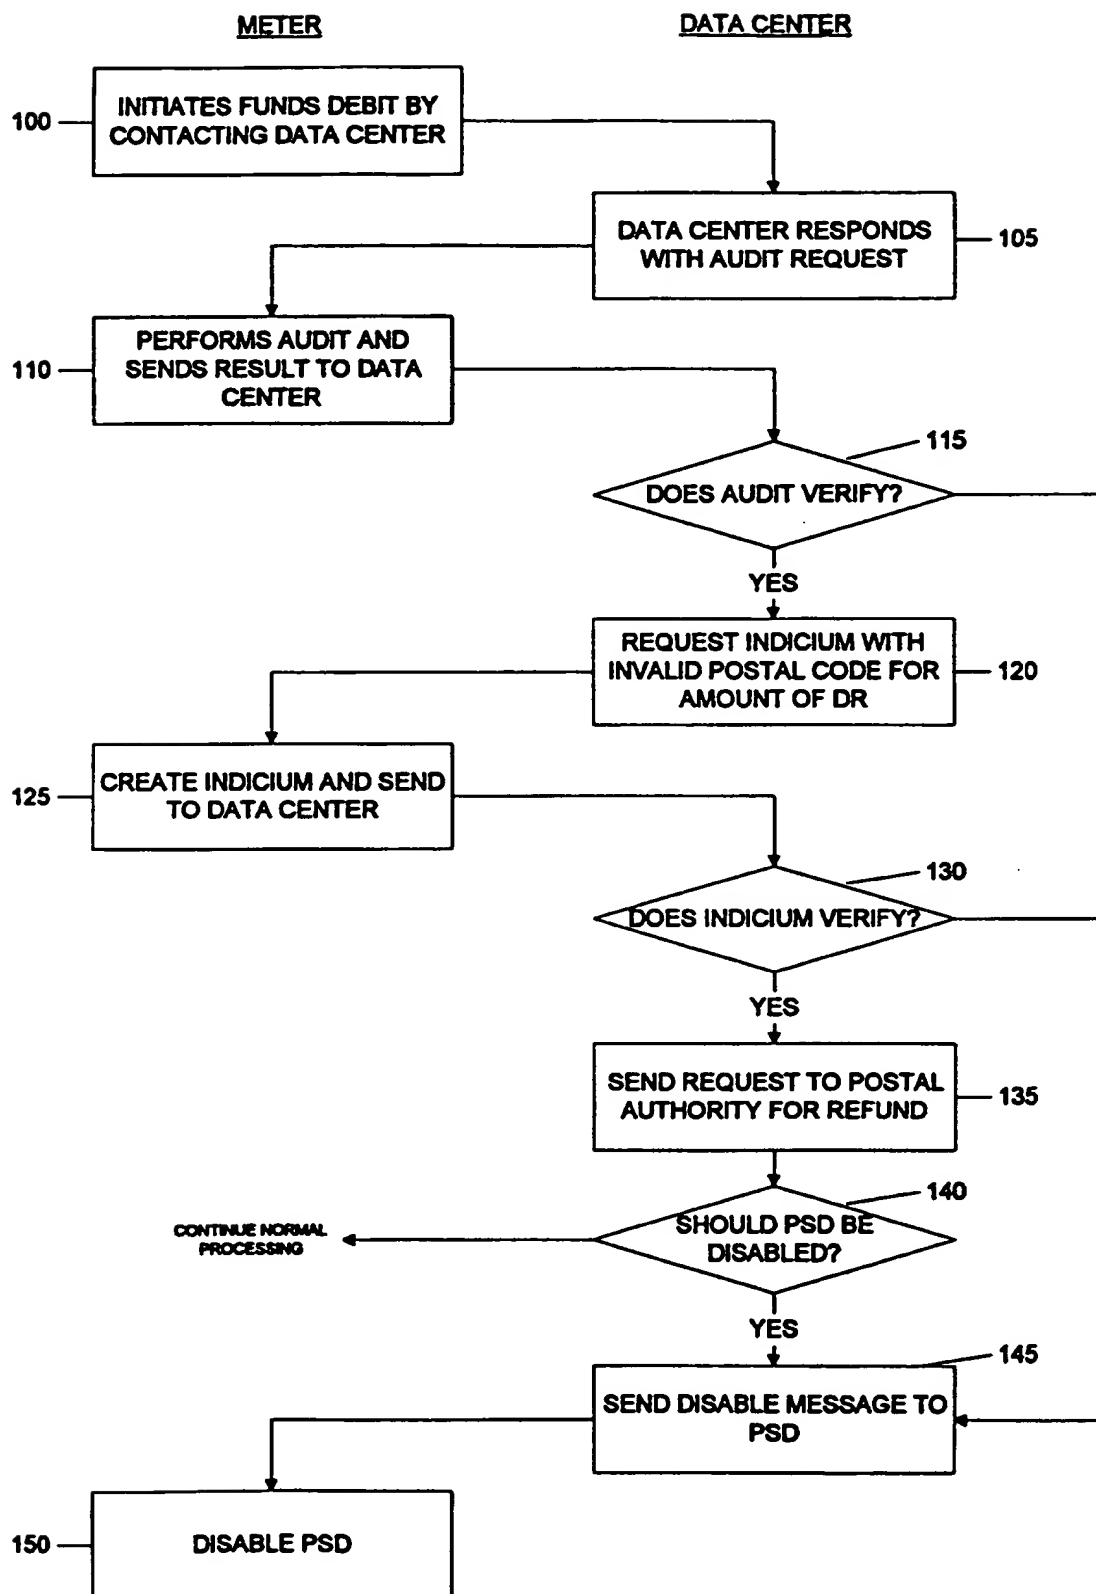 METER
DATA CENTER
100
INITIATES FUNDS DEBIT BY
CONTACTING DATA CENTER
DATA CENTER RESPONDS
WITH AUDIT REQUEST
105
110
PERFORMS AUDIT AND
SENDS RESULT TO DATA
CENTER
115
DOES AUDIT VERIFY?
YES
REQUEST INDICIUM WITH
INVALID POSTAL CODE FOR
AMOUNT OF DR
120
125
CREATE INDICIUM AND SEND
TO DATA CENTER
130
DOES INDICIUM VERIFY?
YES
SEND REQUEST TO POSTAL
AUTHORITY FOR REFUND
135
140
SHOULD PSD BE
DISABLED?
CONTINUE NORMAL
PROCESSING
YES
145
SEND DISABLE MESSAGE TO
PSD
150
DISABLE PSD